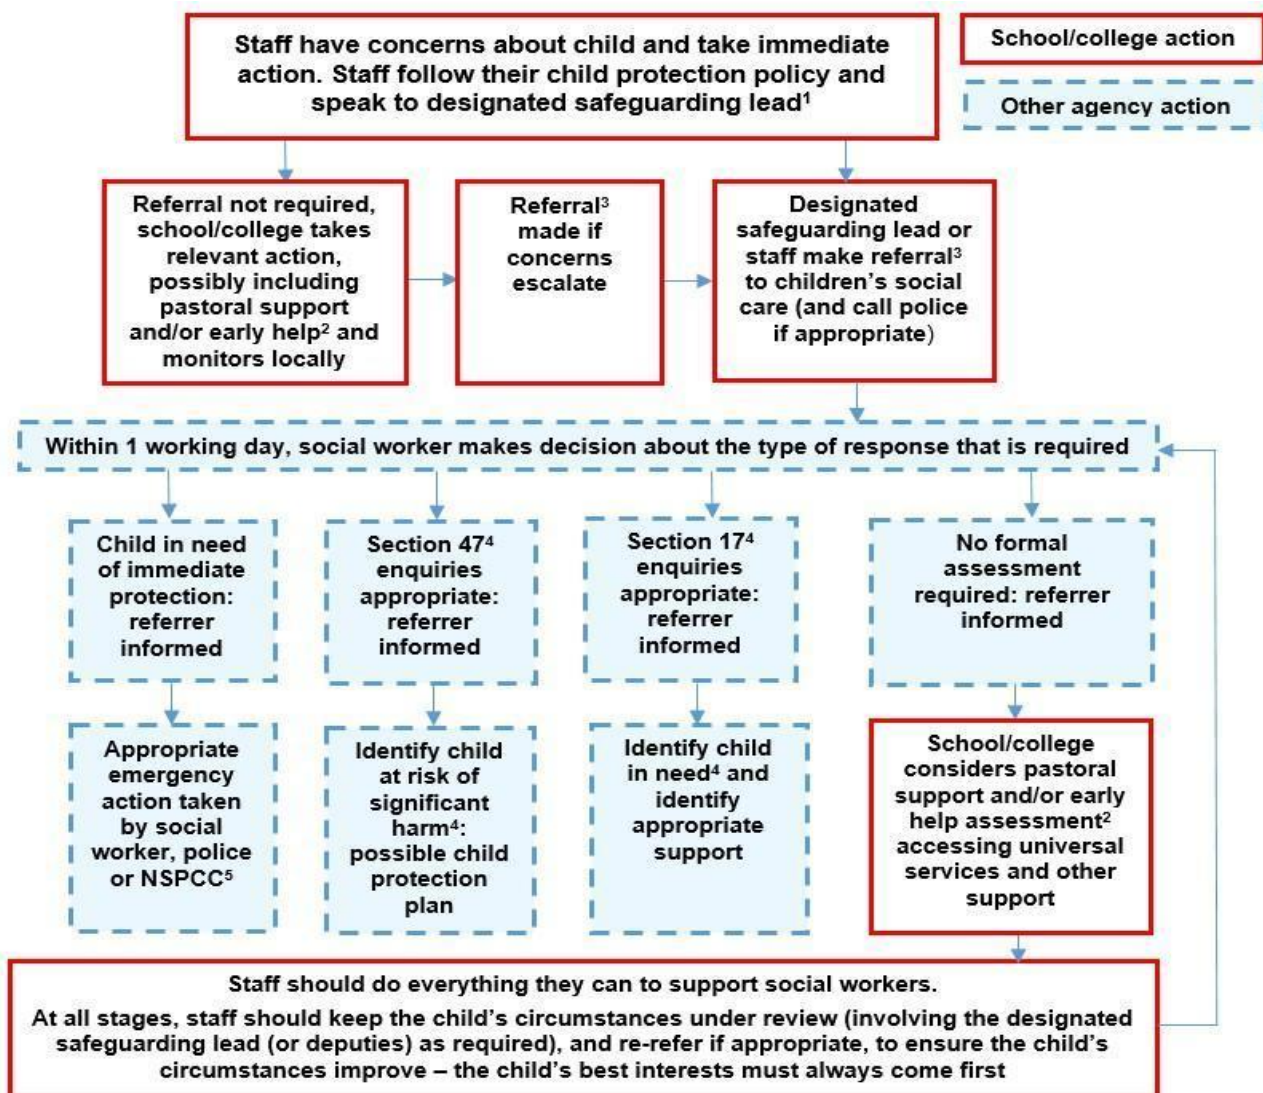 Staff have concerns about child and take immediate
action. Staff follow their child protection policy and
speak to designated safeguarding lead¹
School/college action
Other agency action
Referral not required,
school/college takes
relevant action,
possibly including
pastoral support
and/or early help² and
monitors locally
Referral³
made if
concerns
escalate
Designated
safeguarding lead or
staff make referral³
to children’s social
care (and call police
if appropriate)
Within 1 working day, social worker makes decision about the type of response that is required
Child in need
of immediate
protection:
referrer
informed
Section 47⁴
enquiries
appropriate:
referrer
informed
Section 17⁴
enquiries
appropriate:
referrer
informed
No formal
assessment
required: referrer
informed
Appropriate
emergency
action taken
by social
worker, police
or NSPCC⁵
Identify child
at risk of
significant
harm⁴:
possible child
protection
plan
Identify child
in need⁴ and
identify
appropriate
support
School/college
considers pastoral
support and/or early
help assessment²
accessing universal
services and other
support
Staff should do everything they can to support social workers.
At all stages, staff should keep the child’s circumstances under review (involving the designated
safeguarding lead (or deputies) as required), and re-refer if appropriate, to ensure the child’s
circumstances improve – the child’s best interests must always come first